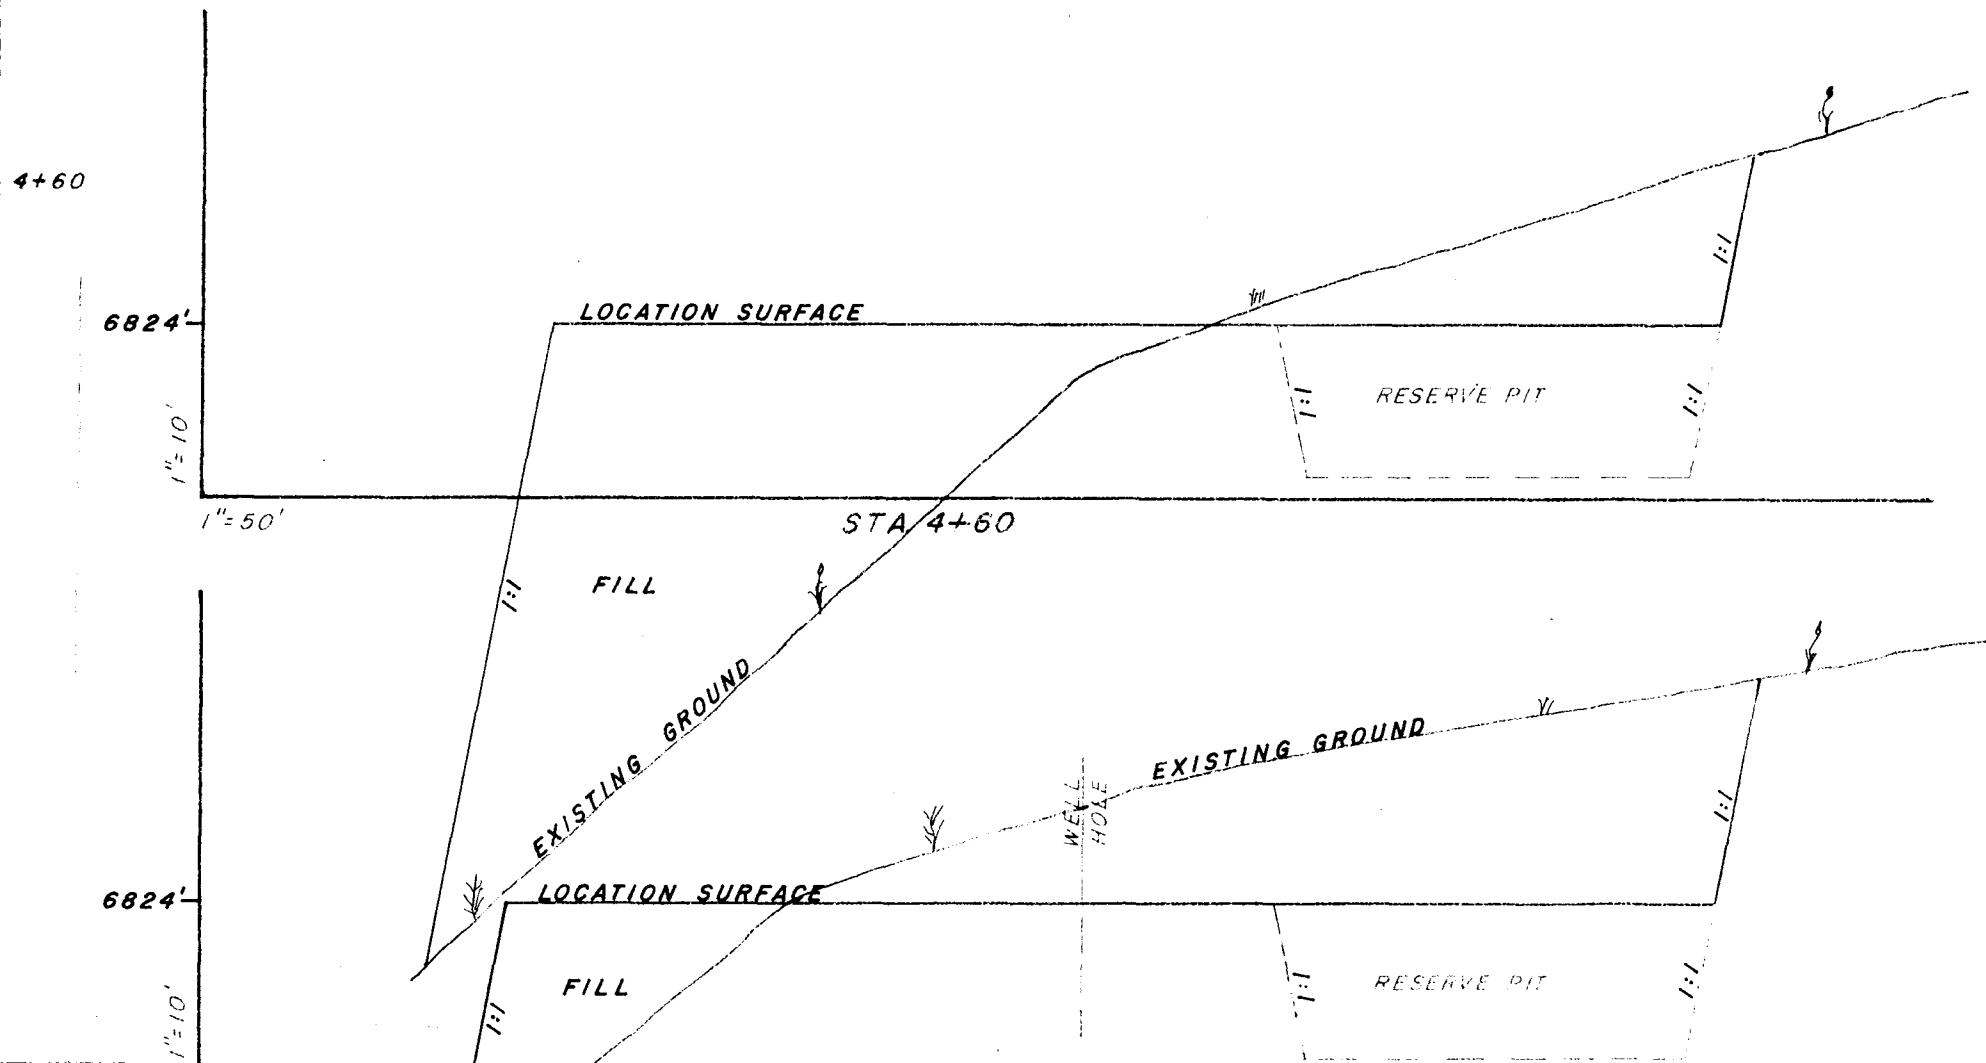 4+60
LOCATION SURFACE
6824'
1:1
1:1
RESERVE PIT
1:1
1"=10'
1"=50'
STA. 4+60
1:1
FILL
EXISTING GROUND
EXISTING GROUND
WELL HOLE
1:1
6824'
LOCATION SURFACE
FILL
1:1
1:1
RESERVE PIT
1:1
1"=10'